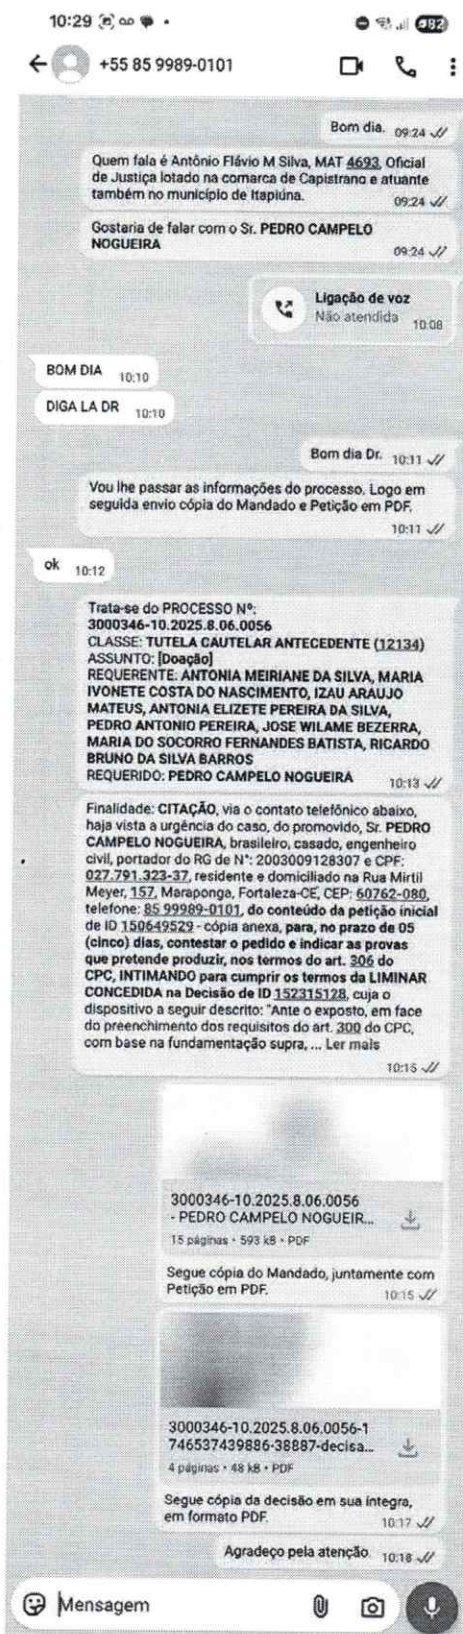 10:29
82
+55 85 9989-0101
Bom dia. 09:24
Quem fala é Antônio Flávio M Silva, MAT 4693, Oficial
de Justiça lotado na comarca de Capistrano e atuante
também no município de Itapiúna.
09:24
Gostaria de falar com o Sr. PEDRO CAMPELO
NOGUEIRA
09:24
Ligação de voz
Não atendida 10:08
BOM DIA 10:10
DIGA LA DR 10:10
Bom dia Dr. 10:11
Vou lhe passar as informações do processo. Logo em
seguida envio cópia do Mandado e Petição em PDF.
10:11
ok 10:12
Trata-se do PROCESSO Nº:
3000346-10.2025.8.06.0056
CLASSE: TUTELA CAUTELAR ANTECEDENTE (12134)
ASSUNTO: [Doação]
REQUERENTE: ANTONIA MEIRIANE DA SILVA, MARIA
IVONETE COSTA DO NASCIMENTO, IZAU ARAUJO
MATEUS, ANTONIA ELIZETE PEREIRA DA SILVA,
PEDRO ANTONIO PEREIRA, JOSE WILAME BEZERRA,
MARIA DO SOCORRO FERNANDES BATISTA, RICARDO
BRUNO DA SILVA BARROS
REQUERIDO: PEDRO CAMPELO NOGUEIRA
10:13
Finalidade: CITAÇÃO, via o contato telefônico abaixo,
haja vista a urgência do caso, do promovido, Sr. PEDRO
CAMPELO NOGUEIRA, brasileiro, casado, engenheiro
civil, portador do RG de N°: 2003009128307 e CPF:
027.791.323-37, residente e domiciliado na Rua Mirtil
Meyer, 157, Maraponga, Fortaleza-CE, CEP: 60762-080,
telefone: 85 99989-0101, do conteúdo da petição inicial
de ID 150649529 - cópia anexa, para, no prazo de 05
(cinco) dias, contestar o pedido e indicar as provas
que pretende produzir, nos termos do art. 306 do
CPC, INTIMANDO para cumprir os termos da LIMINAR
CONCEDIDA na Decisão de ID 152315128, cuja o
dispositivo a seguir descrito: "Ante o exposto, em face
do preenchimento dos requisitos do art. 300 do CPC,
com base na fundamentação supra, ... Ler mais
10:15
3000346-10.2025.8.06.0056
- PEDRO CAMPELO NOGUEIR...
15 páginas • 593 kB • PDF
Segue cópia do Mandado, juntamente com
Petição em PDF.
10:15
3000346-10.2025.8.06.0056-1
746537439886-38887-decisa...
4 páginas • 48 kB • PDF
Segue cópia da decisão em sua íntegra,
em formato PDF.
10:17
Agradeço pela atenção. 10:18
Mensagem